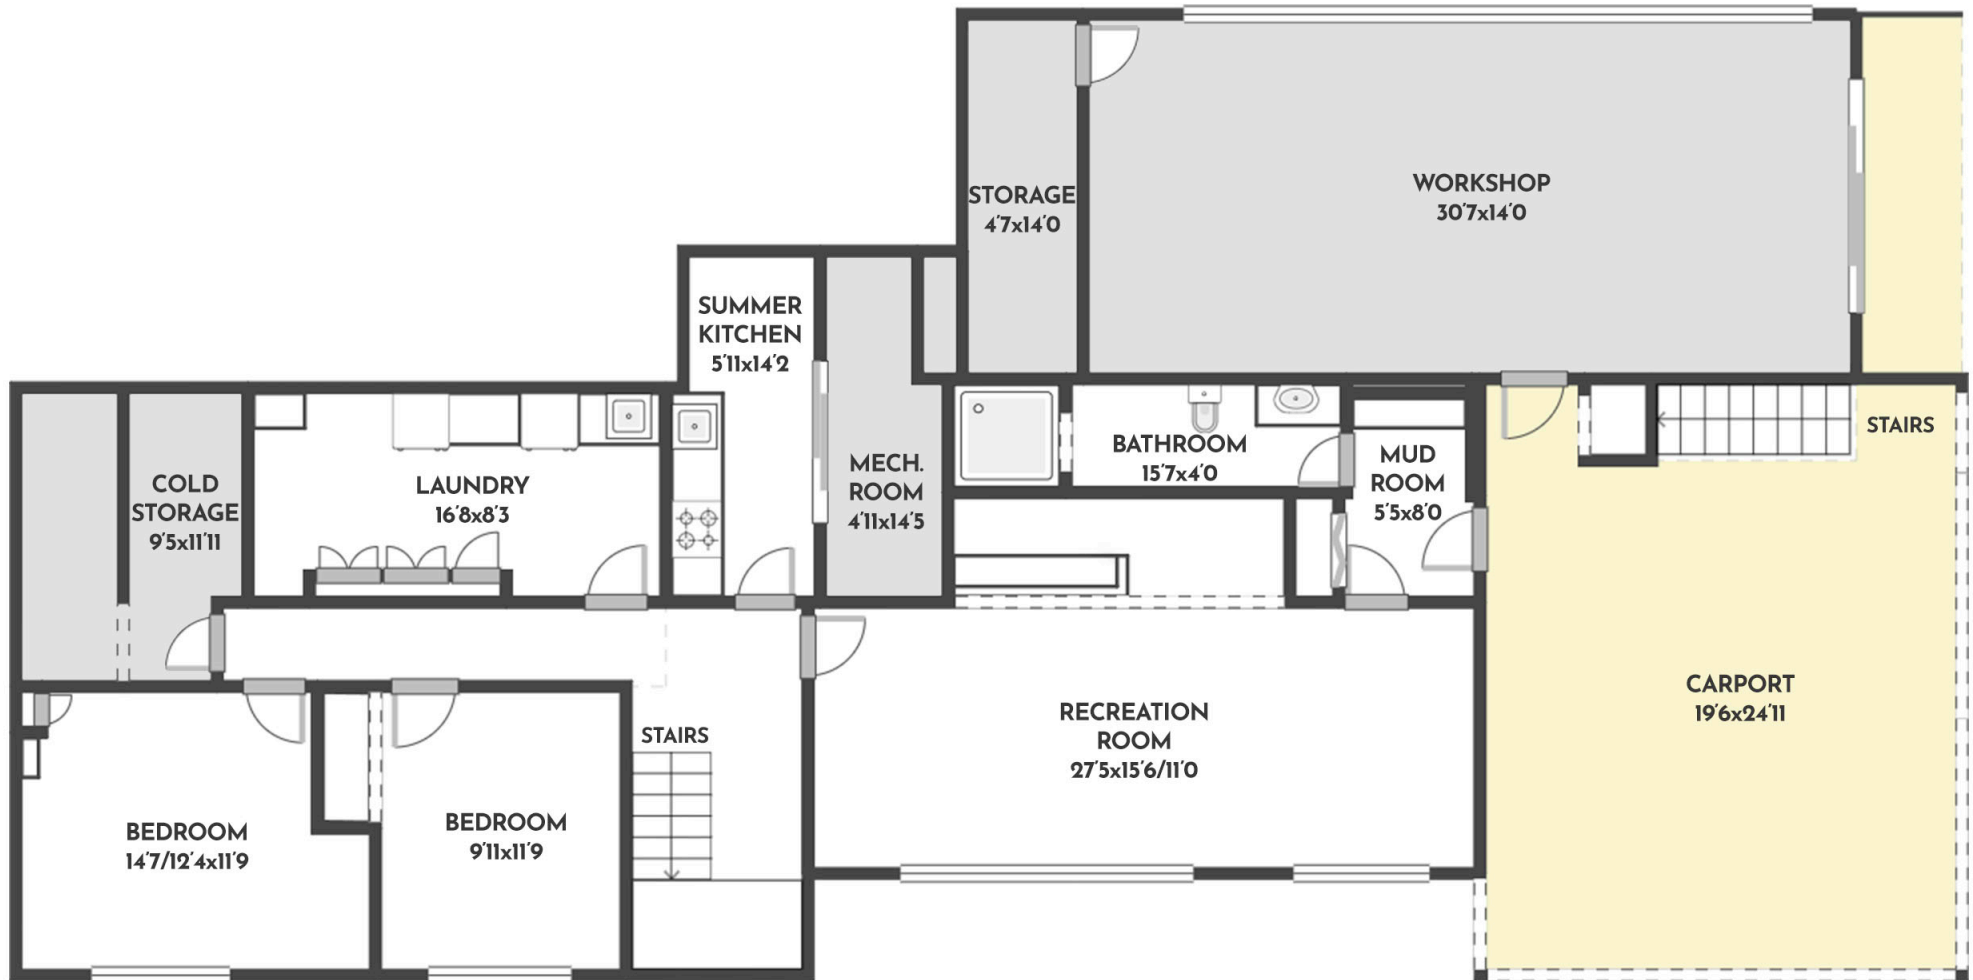 WORKSHOP
30'7x14'0
STORAGE
4'7x14'0
SUMMER
KITCHEN
5'11x14'2
STAIRS
BATHROOM
15'7x4'0
MUD
ROOM
5'5x8'0
MECH.
ROOM
4'11x14'5
COLD
STORAGE
9'5x11'11
LAUNDRY
16'8x8'3
CARPORT
19'6x24'11
RECREATION
ROOM
27'5x15'6/11'0
STAIRS
BEDROOM
14'7/12'4x11'9
BEDROOM
9'11x11'9